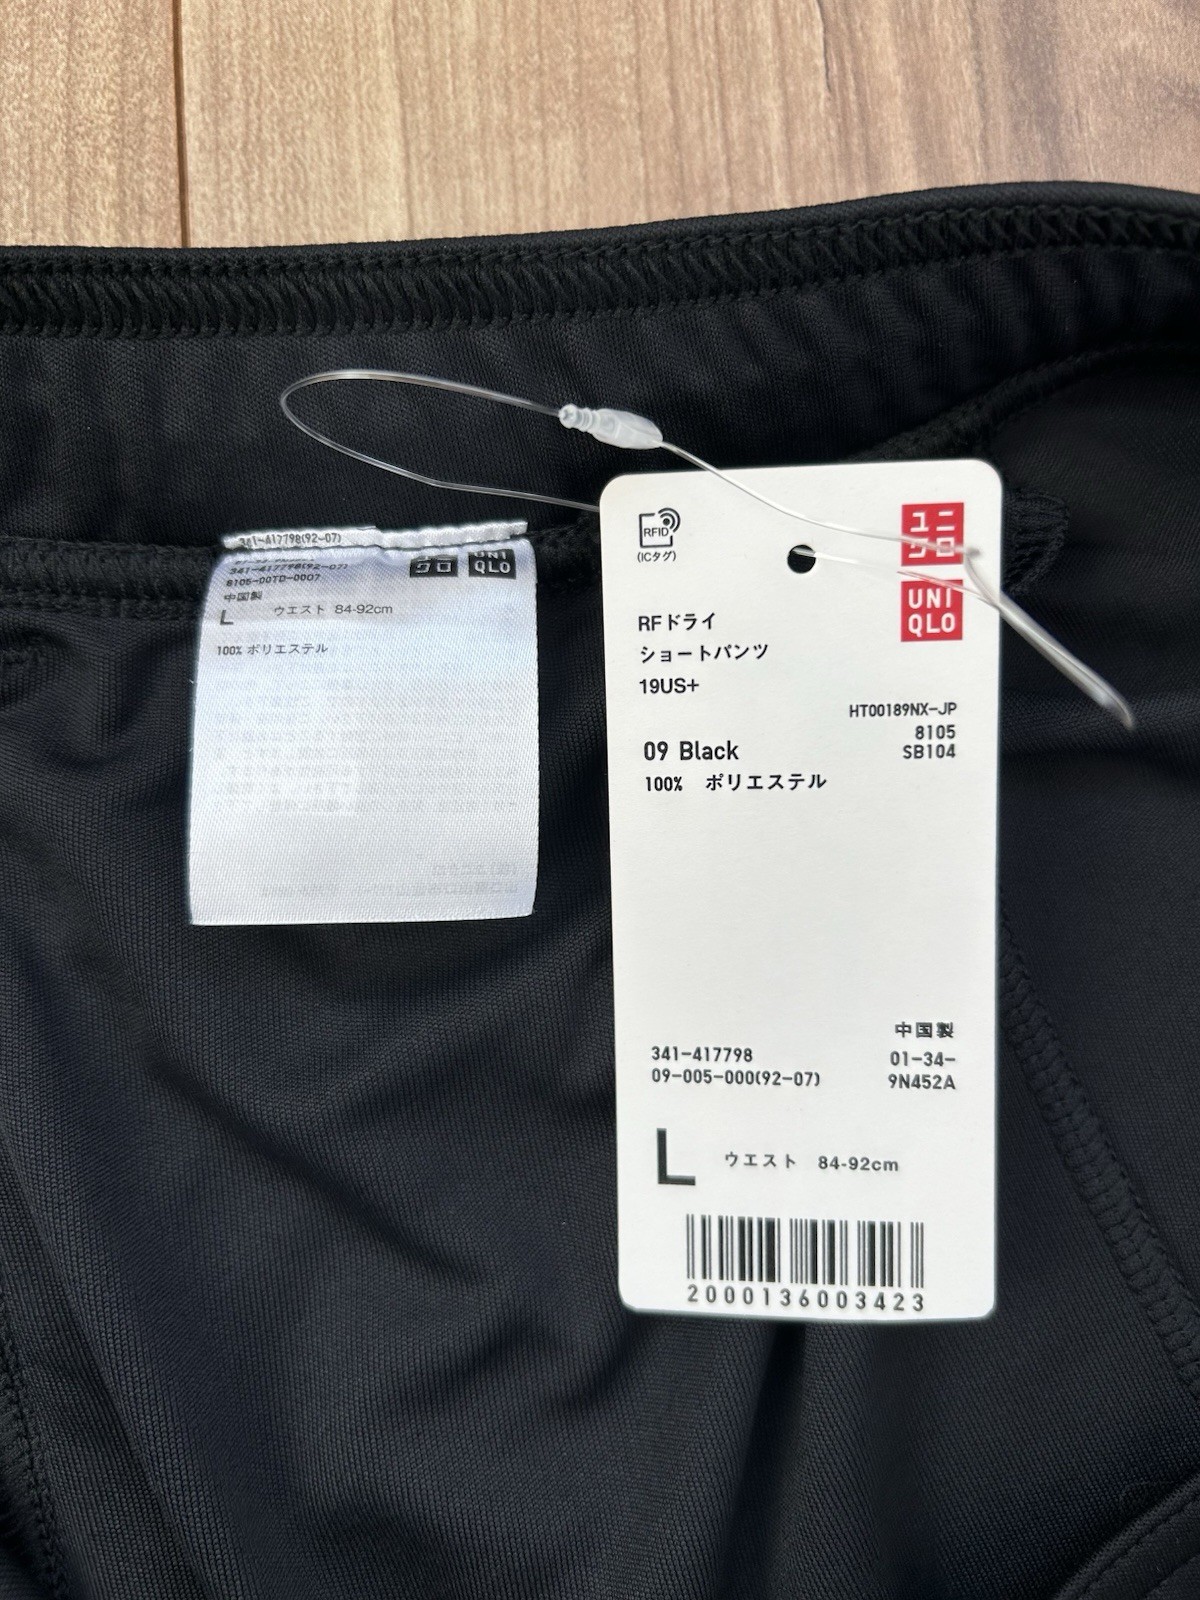 341-417798(92-07)
341-417798(92-07)
8105-00TD-0007
中国製
L ウエスト 84-92cm
100% ポリエステル
ユニ
クロ
UNI
QLO
RFID
(ICタグ)
ユニ
クロ
UNI
QLO
RFドライ
ショートパンツ
19US+
HT00189NX-JP
8105
SB104
09 Black
100% ポリエステル
中国製
341-417798
09-005-000(92-07)
01-34-
9N452A
L ウエスト 84-92cm
2000136003423